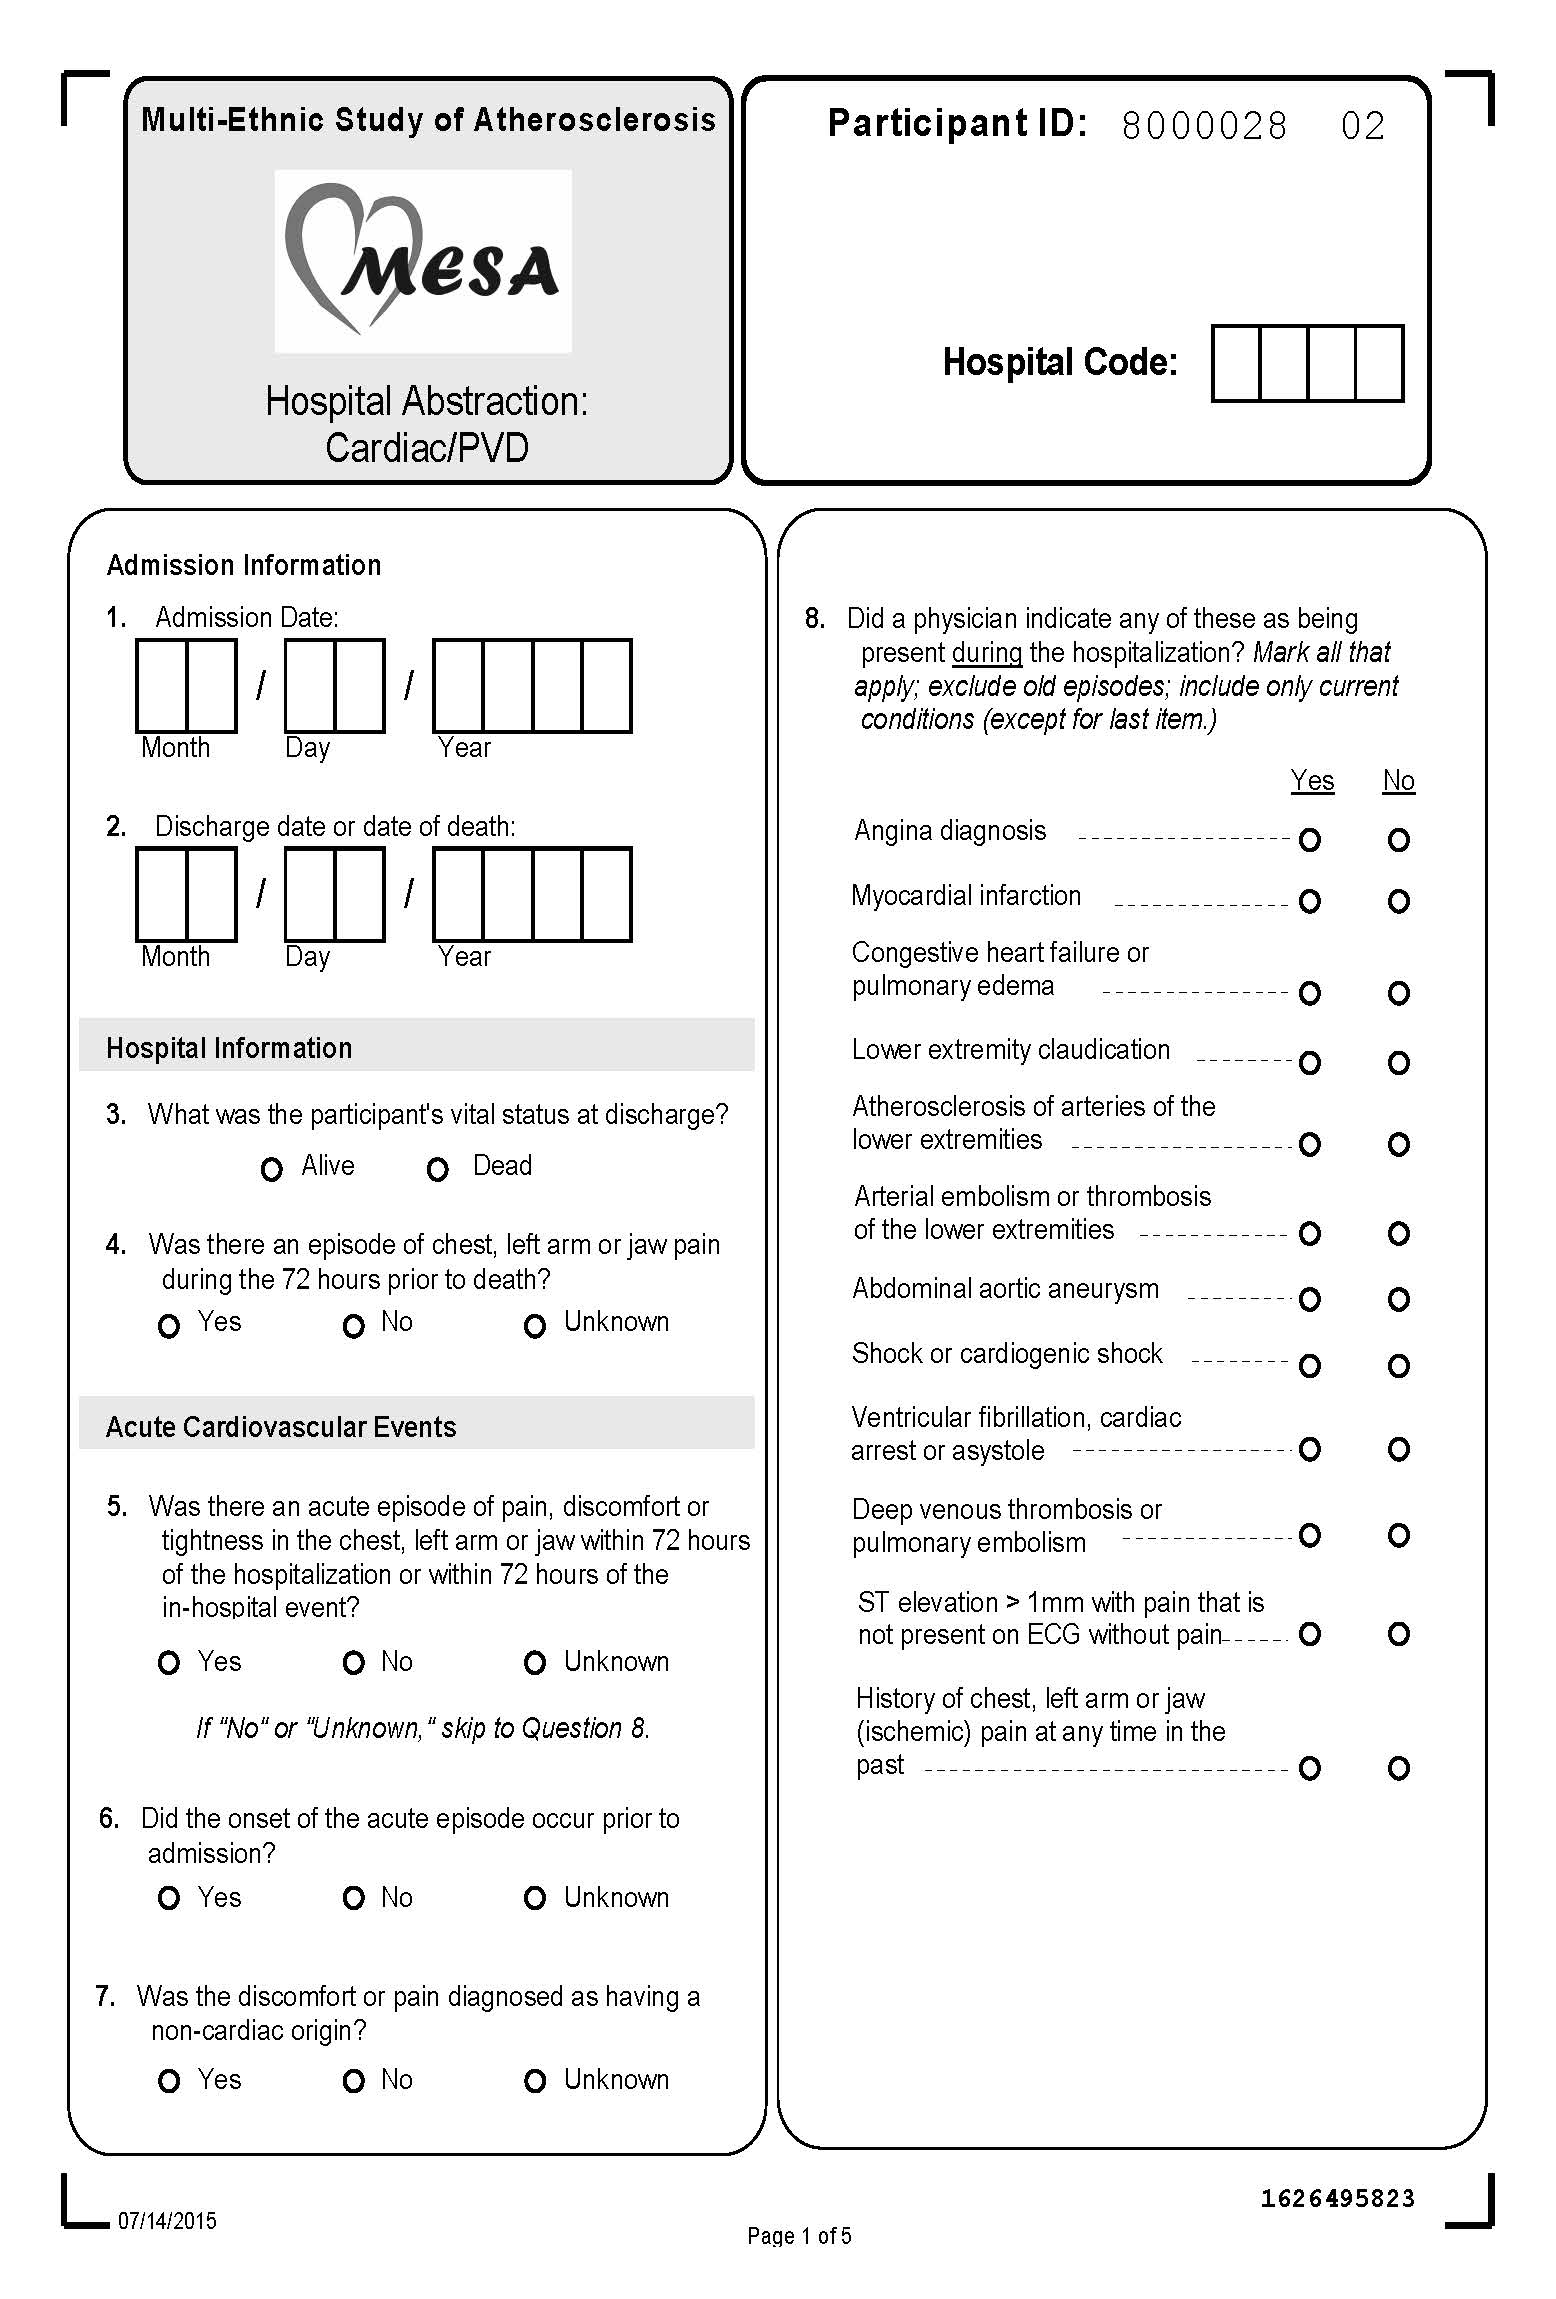 Multi-Ethnic Study of Atherosclerosis
MESA
Hospital Abstraction:
Cardiac/PVD
Participant ID: 8000028 02
Hospital Code:
Admission Information
1. Admission Date:
/ /
Month Day Year
2. Discharge date or date of death:
/ /
Month Day Year
Hospital Information
3. What was the participant's vital status at discharge?
Alive Dead
4. Was there an episode of chest, left arm or jaw pain
during the 72 hours prior to death?
Yes No Unknown
Acute Cardiovascular Events
5. Was there an acute episode of pain, discomfort or
tightness in the chest, left arm or jaw within 72 hours
of the hospitalization or within 72 hours of the
in-hospital event?
Yes No Unknown
If "No" or "Unknown," skip to Question 8.
6. Did the onset of the acute episode occur prior to
admission?
Yes No Unknown
7. Was the discomfort or pain diagnosed as having a
non-cardiac origin?
Yes No Unknown
8. Did a physician indicate any of these as being
present during the hospitalization? Mark all that
apply; exclude old episodes; include only current
conditions (except for last item.)
Yes No
Angina diagnosis
Myocardial infarction
Congestive heart failure or
pulmonary edema
Lower extremity claudication
Atherosclerosis of arteries of the
lower extremities
Arterial embolism or thrombosis
of the lower extremities
Abdominal aortic aneurysm
Shock or cardiogenic shock
Ventricular fibrillation, cardiac
arrest or asystole
Deep venous thrombosis or
pulmonary embolism
ST elevation > 1mm with pain that is
not present on ECG without pain
History of chest, left arm or jaw
(ischemic) pain at any time in the
past
07/14/2015
Page 1 of 5
1626495823